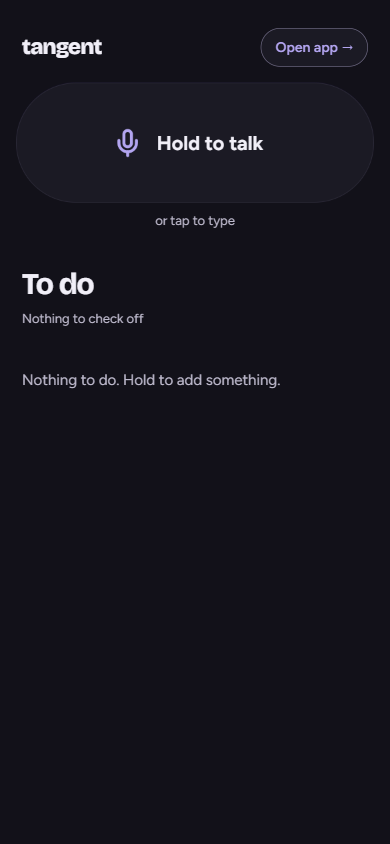 tangent
Open app →
Hold to talk
or tap to type
To do
Nothing to check off
Nothing to do. Hold to add something.